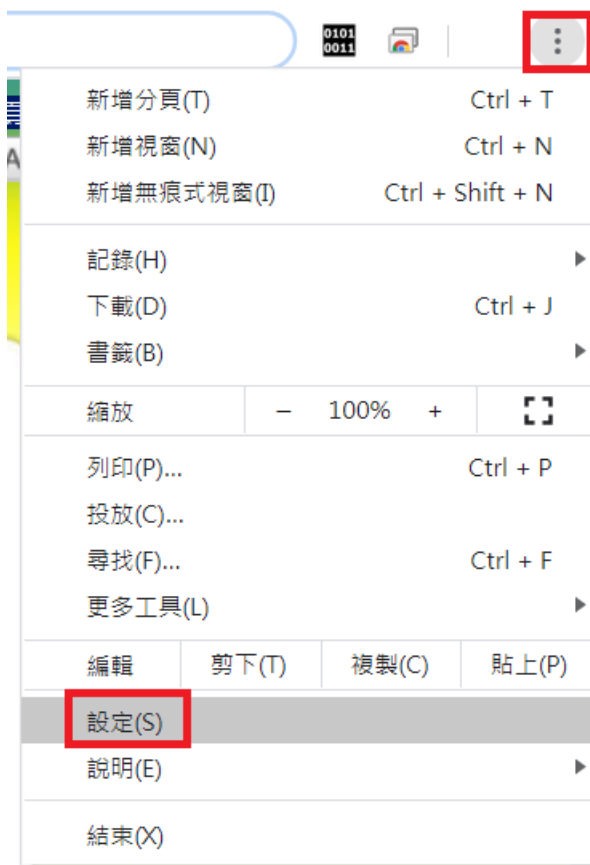 0101
0011
新增分頁(T) Ctrl + T
新增視窗(N) Ctrl + N
新增無痕式視窗(I) Ctrl + Shift + N
記錄(H)
下載(D) Ctrl + J
書籤(B)
縮放 − 100% +
列印(P)... Ctrl + P
投放(C)...
尋找(F)... Ctrl + F
更多工具(L)
編輯 剪下(T) 複製(C) 貼上(P)
設定(S)
說明(E)
結束(X)